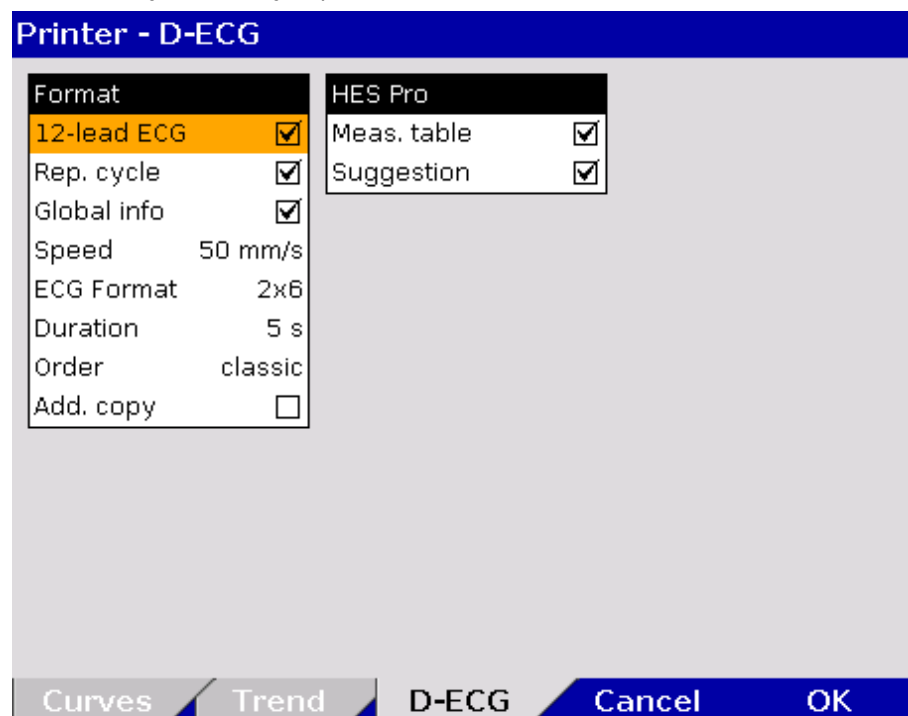 Printer - D-ECG
Format
12-lead ECG
Rep. cycle
Global info
Speed 50 mm/s
ECG Format 2x6
Duration 5 s
Order classic
Add. copy
HES Pro
Meas. table
Suggestion
Curves Trend D-ECG Cancel OK